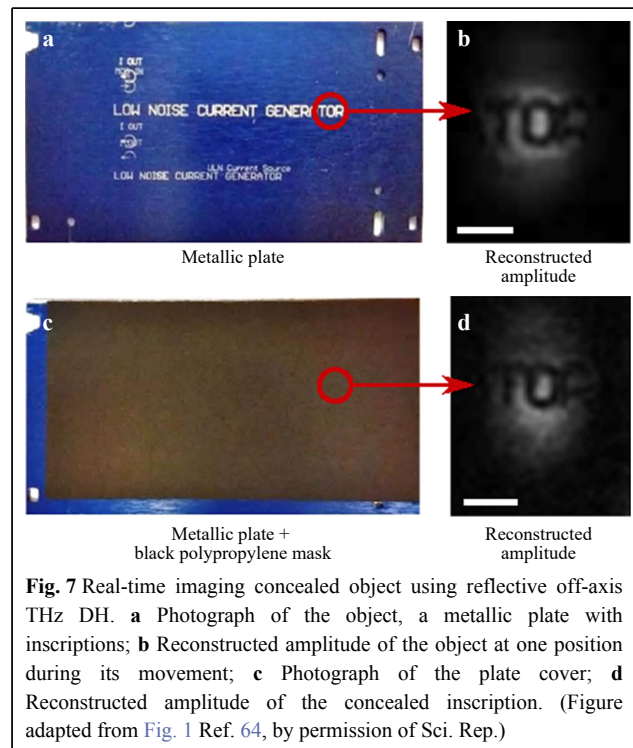 a
b
I OUT
LOW NOISE CURRENT GENERATOR
I OUT
ULN Current Source
LOW NOISE CURRENT GENERATOR
Metallic plate
Reconstructed
amplitude
c
d
Metallic plate +
black polypropylene mask
Reconstructed
amplitude
Fig. 7 Real-time imaging concealed object using reflective off-axis
THz DH. a Photograph of the object, a metallic plate with
inscriptions; b Reconstructed amplitude of the object at one position
during its movement; c Photograph of the plate cover; d
Reconstructed amplitude of the concealed inscription. (Figure
adapted from Fig. 1 Ref. 64, by permission of Sci. Rep.)